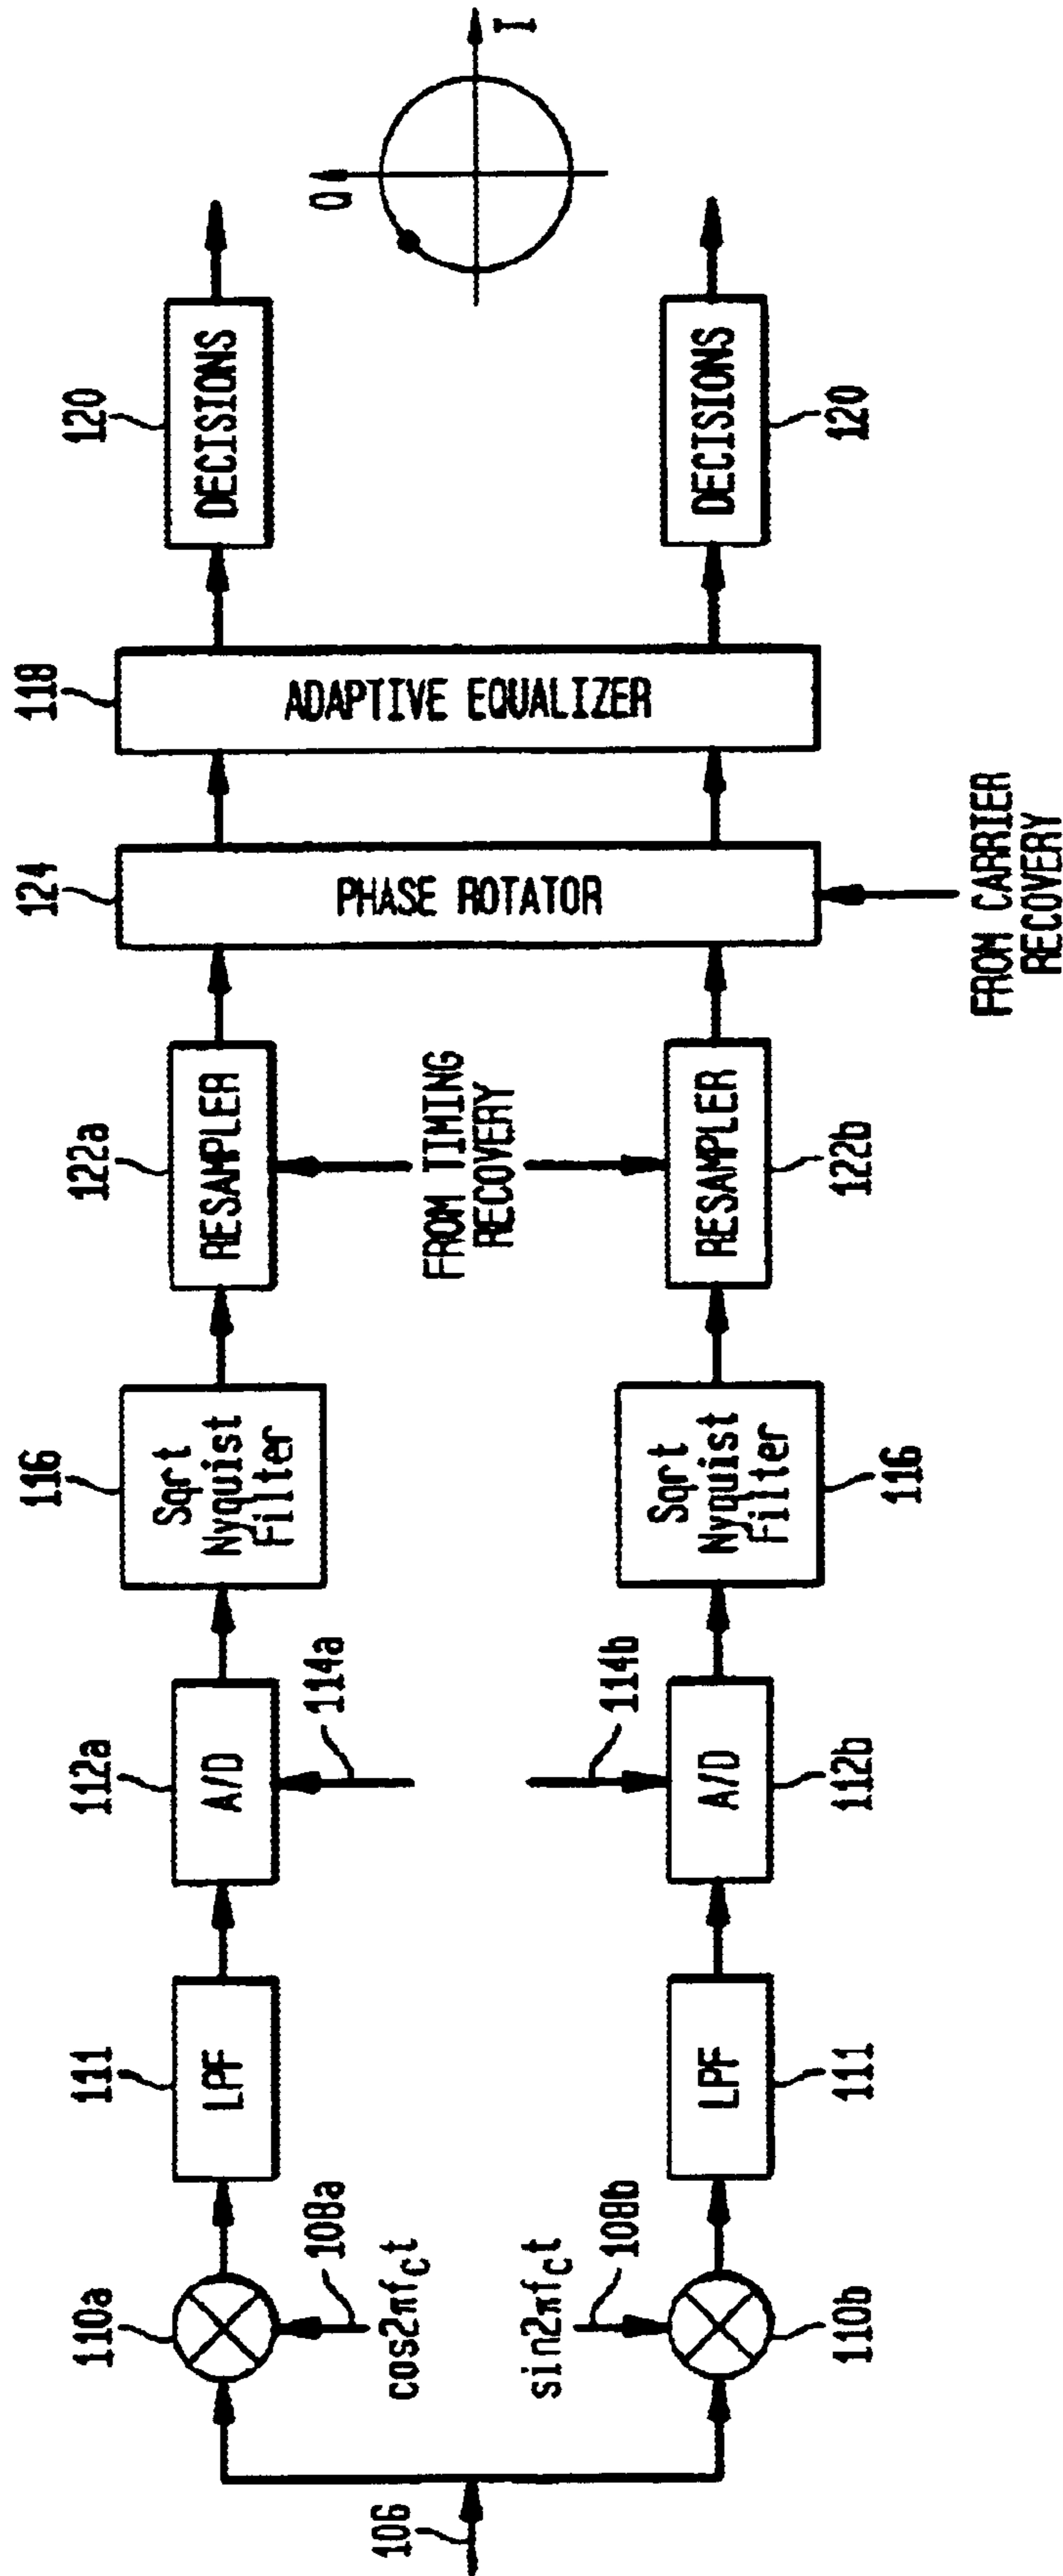 106
110a
108a
cos2πfct
111
LPF
112a
A/D
114a
116
Sqrt
Nyquist
Filter
122a
RESAMPLER
FROM TIMING
RECOVERY
124
PHASE ROTATOR
118
ADAPTIVE EQUALIZER
120
DECISIONS
Q
I
sin2πfct
108b
110b
LPF
111
114b
A/D
112b
Sqrt
Nyquist
Filter
116
RESAMPLER
122b
FROM CARRIER
RECOVERY
DECISIONS
120